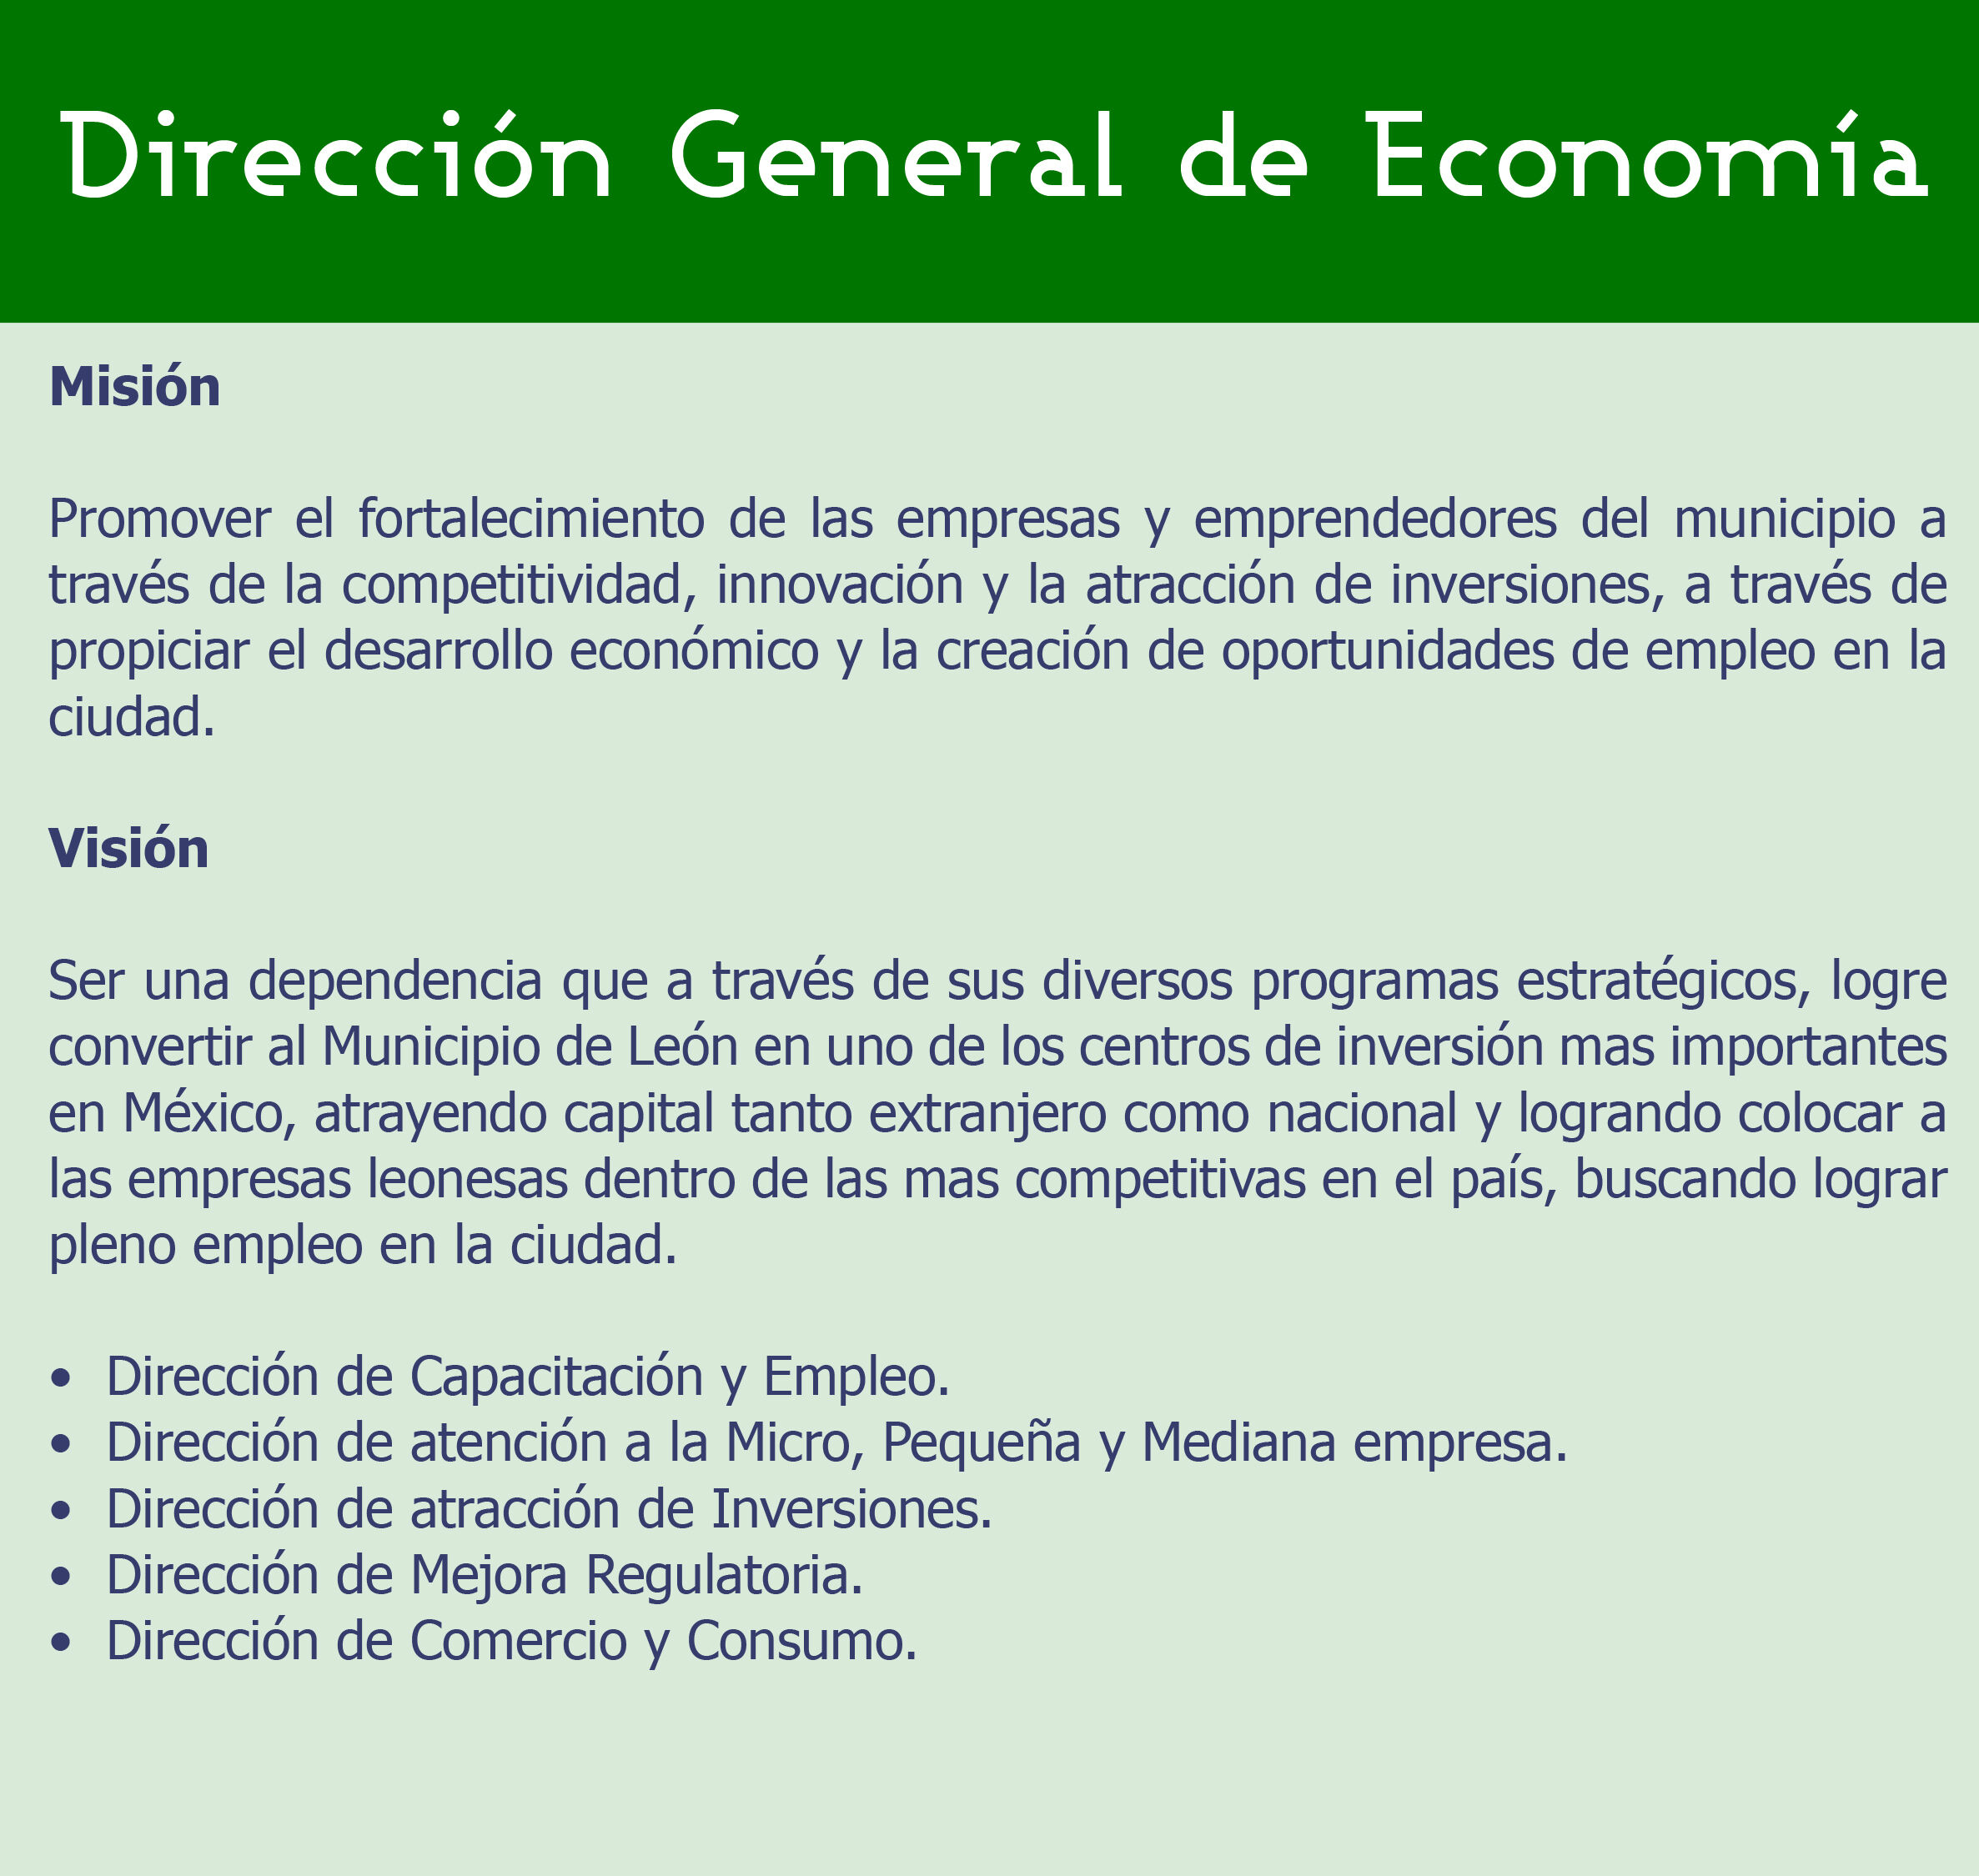 Dirección General de Economía
Misión
Promover el fortalecimiento de las empresas y emprendedores del municipio a
través de la competitividad, innovación y la atracción de inversiones, a través de
propiciar el desarrollo económico y la creación de oportunidades de empleo en la
ciudad.
Visión
Ser una dependencia que a través de sus diversos programas estratégicos, logre
convertir al Municipio de León en uno de los centros de inversión mas importantes
en México, atrayendo capital tanto extranjero como nacional y logrando colocar a
las empresas leonesas dentro de las mas competitivas en el país, buscando lograr
pleno empleo en la ciudad.
• Dirección de Capacitación y Empleo.
• Dirección de atención a la Micro, Pequeña y Mediana empresa.
• Dirección de atracción de Inversiones.
• Dirección de Mejora Regulatoria.
• Dirección de Comercio y Consumo.